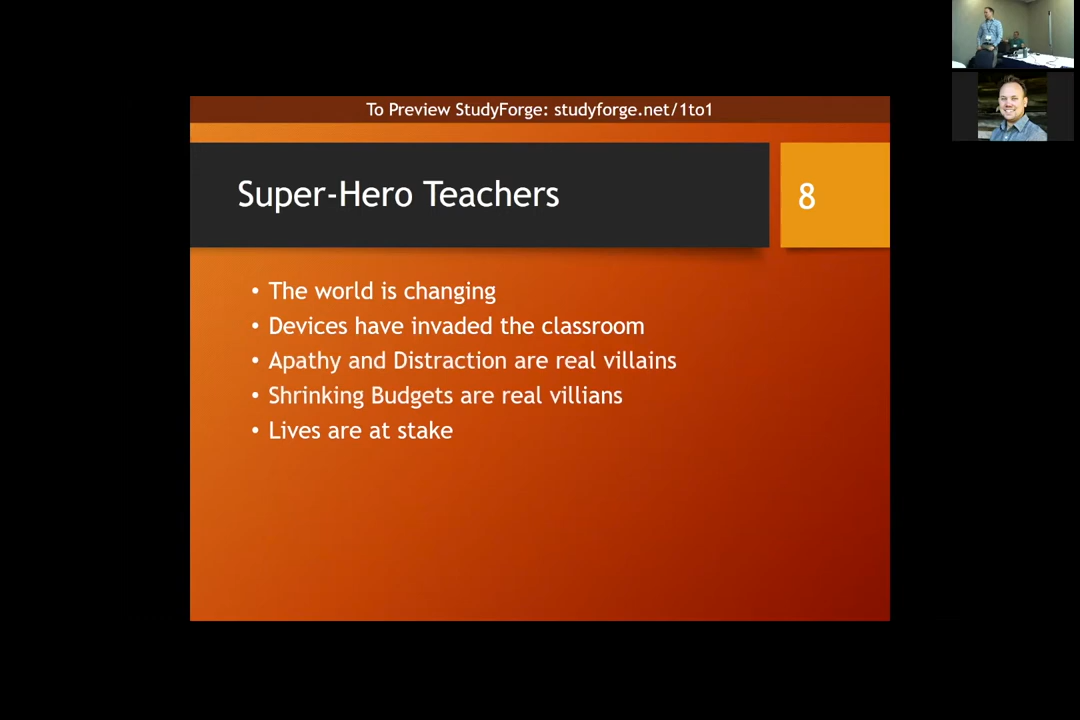 To Preview StudyForge: studyforge.net/1to1
Super-Hero Teachers
8
• The world is changing
• Devices have invaded the classroom
• Apathy and Distraction are real villains
• Shrinking Budgets are real villians
• Lives are at stake